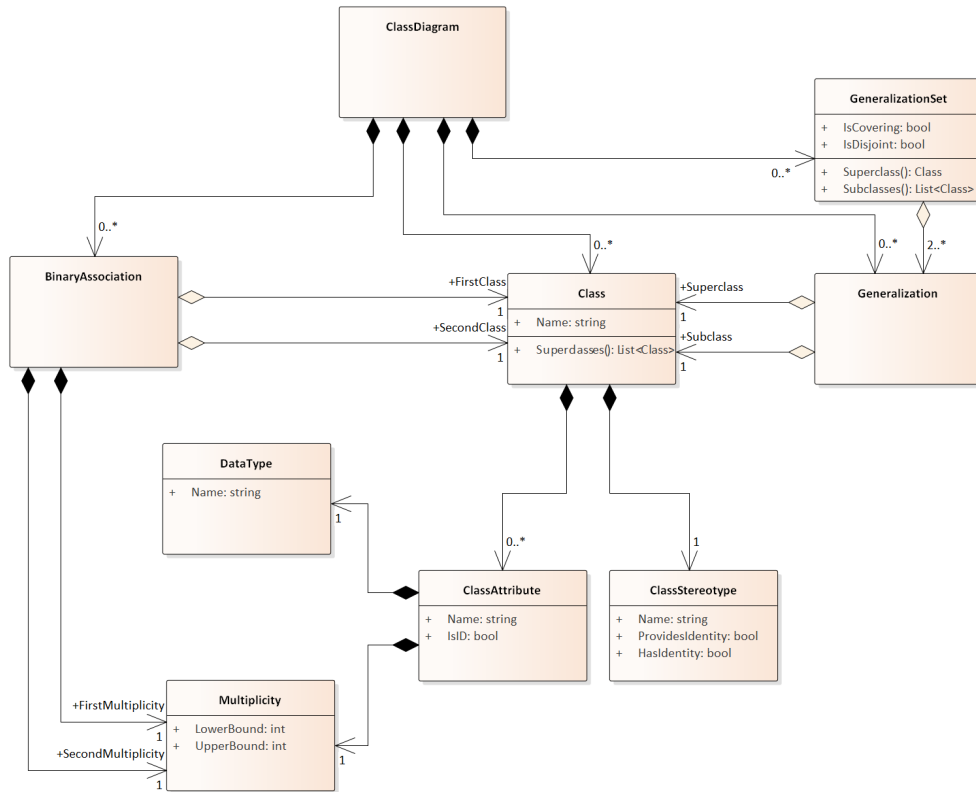 ClassDiagram
GeneralizationSet
+ IsCovering: bool
+ IsDisjoint: bool
+ Superclass(): Class
+ Subclasses(): List<Class>
0..*
0..*
0..*
0..*
2..*
BinaryAssociation
Class
+ Name: string
+ Superclasses(): List<Class>
Generalization
+FirstClass
1
+SecondClass
1
+Superclass
1
+Subclass
1
DataType
+ Name: string
1
0..*
1
ClassAttribute
+ Name: string
+ IsID: bool
ClassStereotype
+ Name: string
+ ProvidesIdentity: bool
+ HasIdentity: bool
Multiplicity
+ LowerBound: int
+ UpperBound: int
+FirstMultiplicity
1
+SecondMultiplicity
1
1